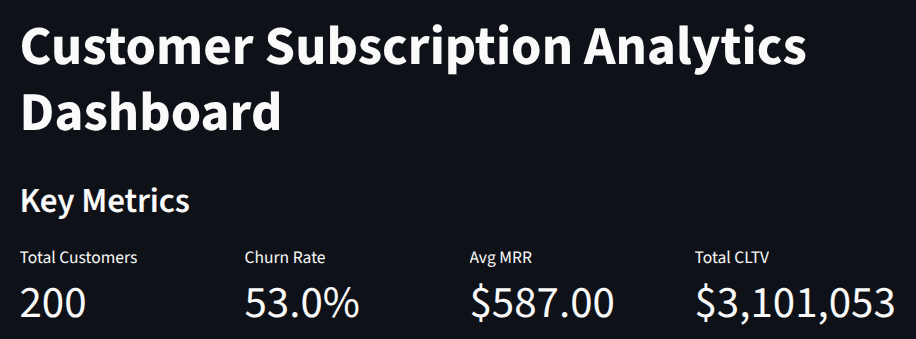 Customer Subscription Analytics
Dashboard
Key Metrics
Total Customers
Churn Rate
Avg MRR
Total CLTV
200
53.0%
$587.00
$3,101,053